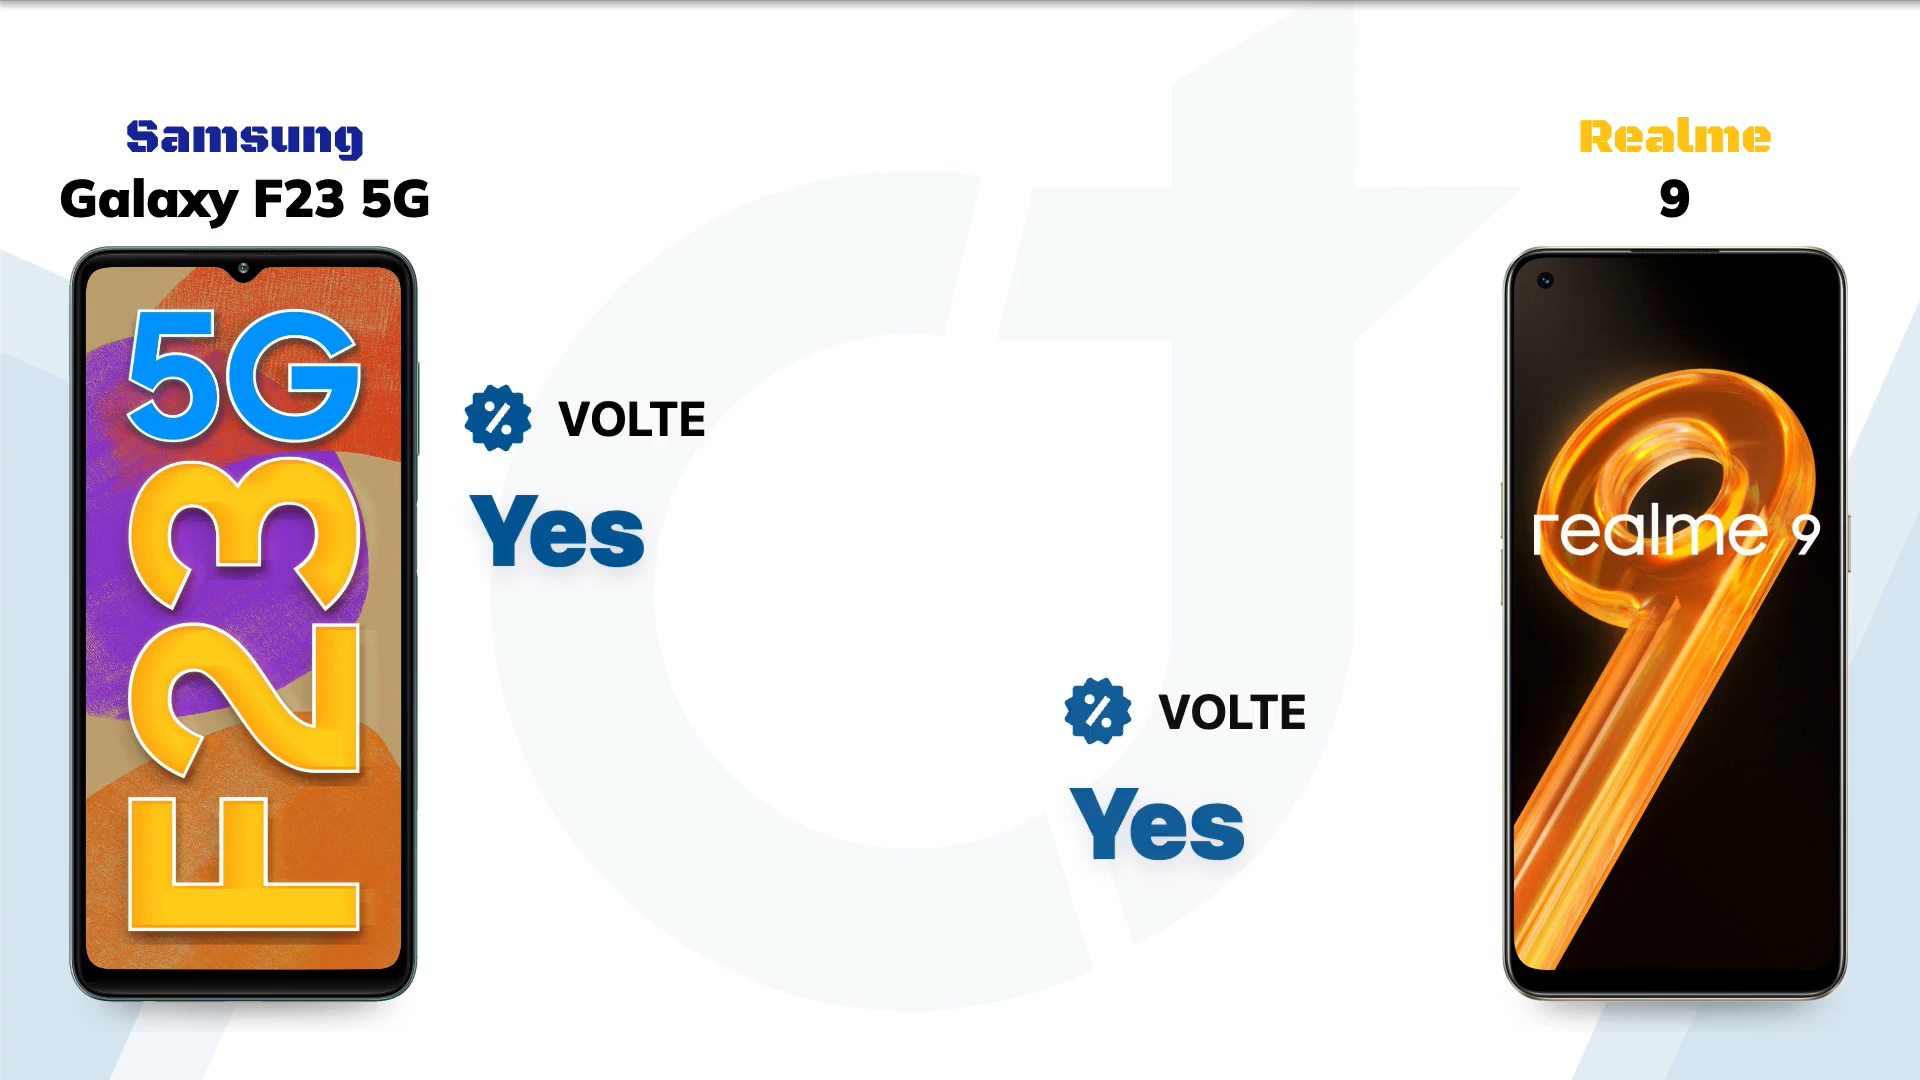 Samsung
Galaxy F23 5G
5G
F23
VOLTE
Yes
Realme
9
realme 9
VOLTE
Yes